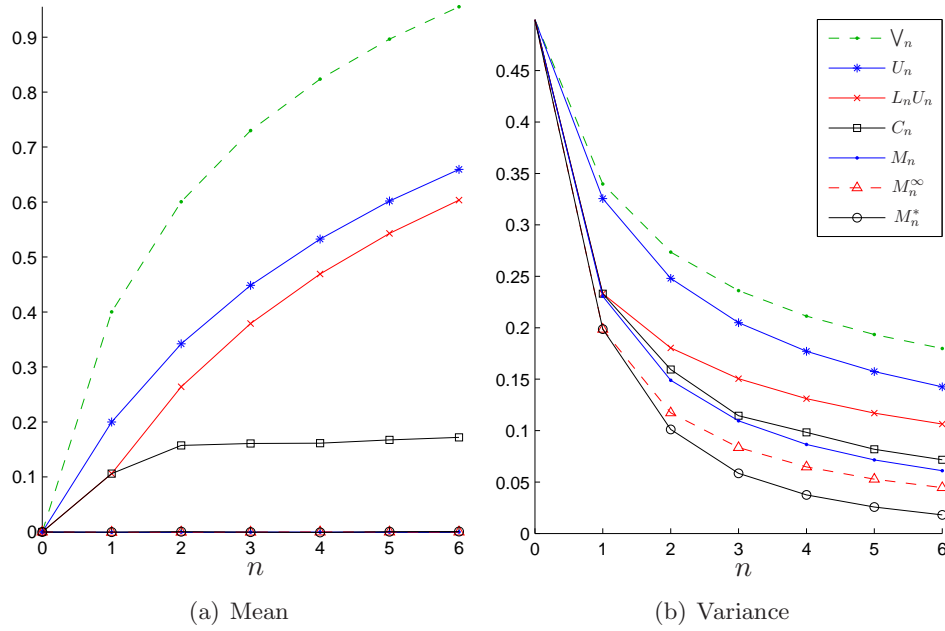 0.9
0.8
0.7
0.6
0.5
0.4
0.3
0.2
0.1
0
0 1 2 3 4 5 6
n
(a) Mean
0.45
0.4
0.35
0.3
0.25
0.2
0.15
0.1
0.05
0
0 1 2 3 4 5 6
n
(b) Variance
⋁_n
U_n
L_nU_n
C_n
M_n
M_n^∞
M_n^*